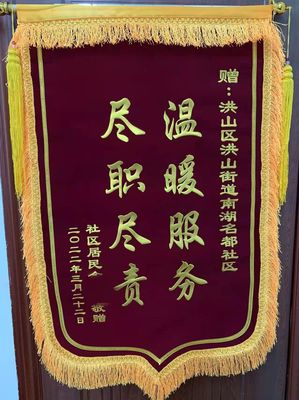 赠：洪山区洪山街道南湖名都社区
温暖服务
尽职尽责
社区居民
敬赠
二〇二二年三月二十二日